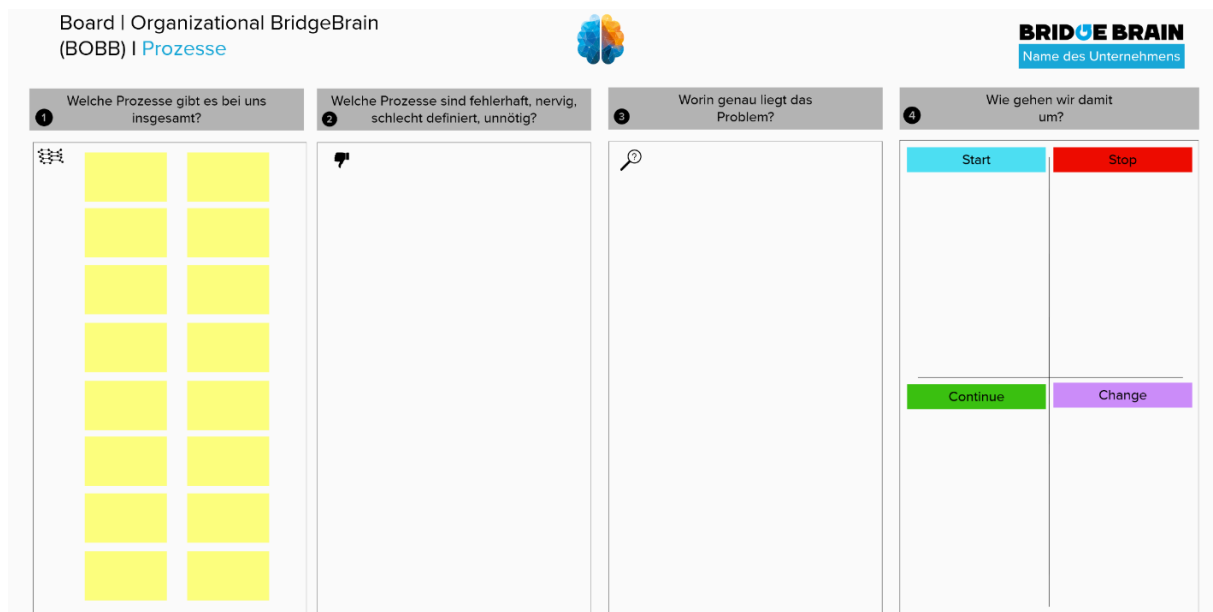 Board | Organizational BridgeBrain
(BOBB) I Prozesse
BRIDGE BRAIN
Name des Unternehmens
1
Welche Prozesse gibt es bei uns
insgesamt?
2
Welche Prozesse sind fehlerhaft, nervig,
schlecht definiert, unnötig?
3
Worin genau liegt das
Problem?
4
Wie gehen wir damit
um?
?
Start
Stop
Continue
Change